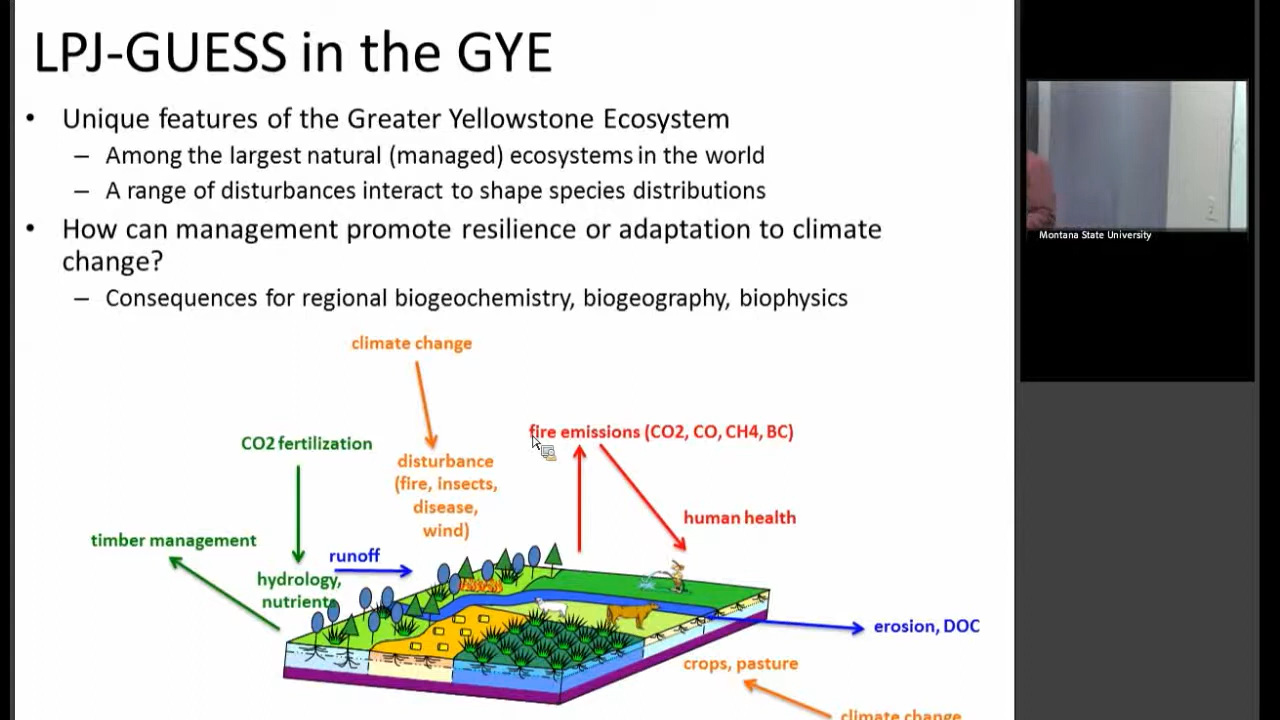 LPJ-GUESS in the GYE
• Unique features of the Greater Yellowstone Ecosystem
– Among the largest natural (managed) ecosystems in the world
– A range of disturbances interact to shape species distributions
• How can management promote resilience or adaptation to climate
change?
– Consequences for regional biogeochemistry, biogeography, biophysics
Montana State University
climate change
CO2 fertilization
fire emissions (CO2, CO, CH4, BC)
disturbance
(fire, insects,
disease,
wind)
human health
timber management
runoff
hydrology,
nutrients
erosion, DOC
crops, pasture
climate change